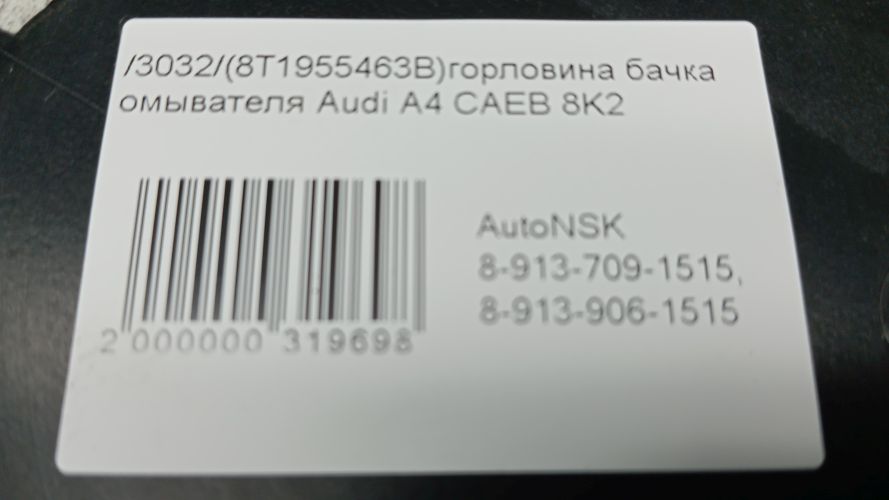 /3032/(8T1955463B)горловина бачка
омывателя Audi A4 CAEB 8K2
AutoNSK
8-913-709-1515,
8-913-906-1515
2 000000 319698